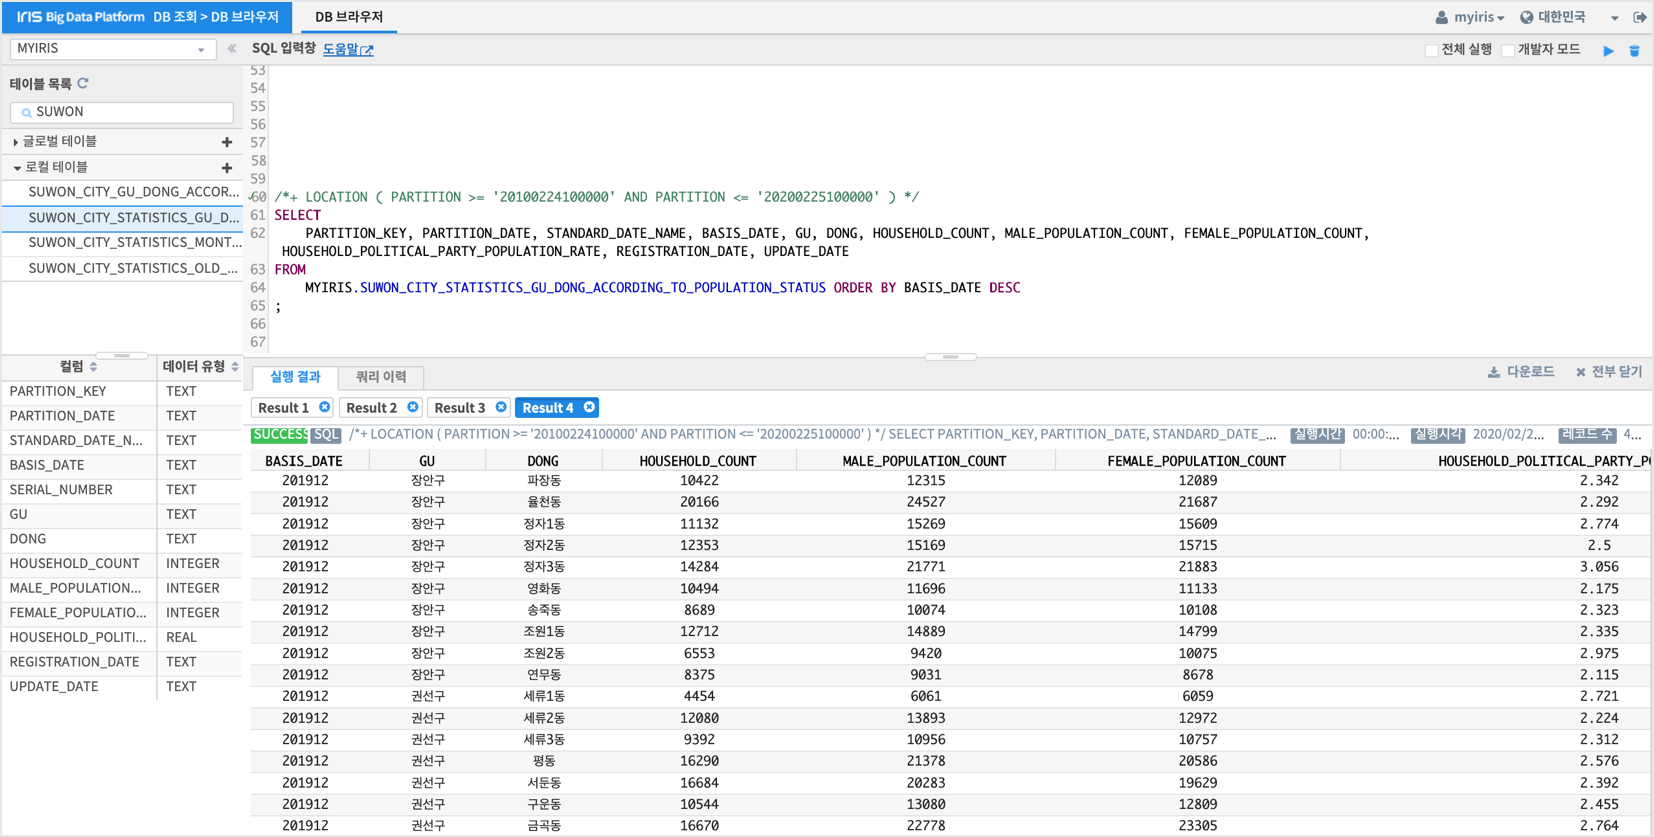 IRIS Big Data Platform DB 조회 > DB 브라우저
DB 브라우저
myiris
대한민국
MYIRIS
SQL 입력창 도움말
전체 실행 개발자 모드
테이블 목록
SUWON
글로벌 테이블
로컬 테이블
SUWON_CITY_GU_DONG_ACCOR...
SUWON_CITY_STATISTICS_GU_D...
SUWON_CITY_STATISTICS_MONT...
SUWON_CITY_STATISTICS_OLD_...
53
54
55
56
57
58
59
60 /*+ LOCATION ( PARTITION >= '20100224100000' AND PARTITION <= '20200225100000' ) */
61 SELECT
62 PARTITION_KEY, PARTITION_DATE, STANDARD_DATE_NAME, BASIS_DATE, GU, DONG, HOUSEHOLD_COUNT, MALE_POPULATION_COUNT, FEMALE_POPULATION_COUNT,
HOUSEHOLD_POLITICAL_PARTY_POPULATION_RATE, REGISTRATION_DATE, UPDATE_DATE
63 FROM
64 MYIRIS.SUWON_CITY_STATISTICS_GU_DONG_ACCORDING_TO_POPULATION_STATUS ORDER BY BASIS_DATE DESC
65 ;
66
67
컬럼 데이터 유형
PARTITION_KEY TEXT
PARTITION_DATE TEXT
STANDARD_DATE_N... TEXT
BASIS_DATE TEXT
SERIAL_NUMBER TEXT
GU TEXT
DONG TEXT
HOUSEHOLD_COUNT INTEGER
MALE_POPULATION... INTEGER
FEMALE_POPULATIO... INTEGER
HOUSEHOLD_POLITI... REAL
REGISTRATION_DATE TEXT
UPDATE_DATE TEXT
실행 결과 쿼리 이력
다운로드 전부 닫기
Result 1 Result 2 Result 3 Result 4
SUCCESS SQL /*+ LOCATION ( PARTITION >= '20100224100000' AND PARTITION <= '20200225100000' ) */ SELECT PARTITION_KEY, PARTITION_DATE, STANDARD_DATE_... 실행시간 00:00:... 실행시각 2020/02/2... 레코드 수 4...
BASIS_DATE GU DONG HOUSEHOLD_COUNT MALE_POPULATION_COUNT FEMALE_POPULATION_COUNT HOUSEHOLD_POLITICAL_PARTY_P
201912 장안구 파장동 10422 12315 12089 2.342
201912 장안구 율천동 20166 24527 21687 2.292
201912 장안구 정자1동 11132 15269 15609 2.774
201912 장안구 정자2동 12353 15169 15715 2.5
201912 장안구 정자3동 14284 21771 21883 3.056
201912 장안구 영화동 10494 11696 11133 2.175
201912 장안구 송죽동 8689 10074 10108 2.323
201912 장안구 조원1동 12712 14889 14799 2.335
201912 장안구 조원2동 6553 9420 10075 2.975
201912 장안구 연무동 8375 9031 8678 2.115
201912 권선구 세류1동 4454 6061 6059 2.721
201912 권선구 세류2동 12080 13893 12972 2.224
201912 권선구 세류3동 9392 10956 10757 2.312
201912 권선구 평동 16290 21378 20586 2.576
201912 권선구 서둔동 16684 20283 19629 2.392
201912 권선구 구운동 10544 13080 12809 2.455
201912 권선구 금곡동 16670 22778 23305 2.764